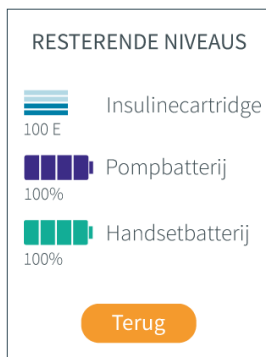 RESTERENDE NIVEAUS
Insulinecartridge
100 E
Pompbatterij
100%
Handsetbatterij
100%
Terug